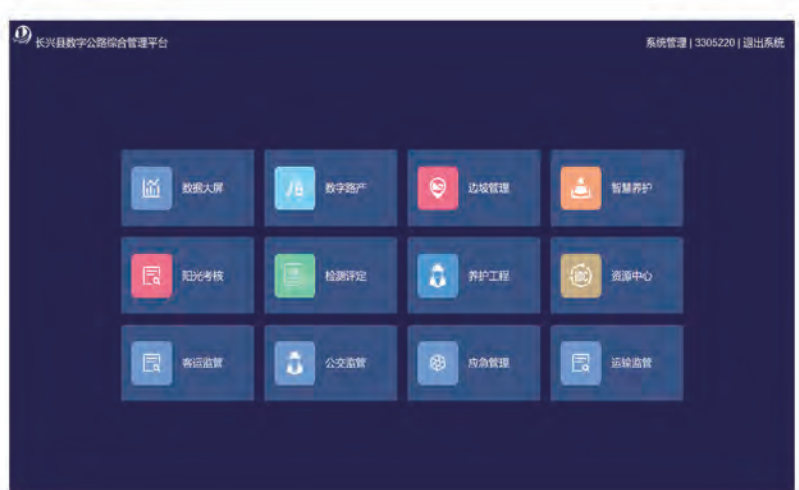 长兴县数字公路综合管理平台
系统管理 | 3305220 | 退出系统
数据大屏
数字路产
边坡管理
智慧养护
阳光考核
检测评定
养护工程
资源中心
客运监管
公交监管
应急管理
运输监管